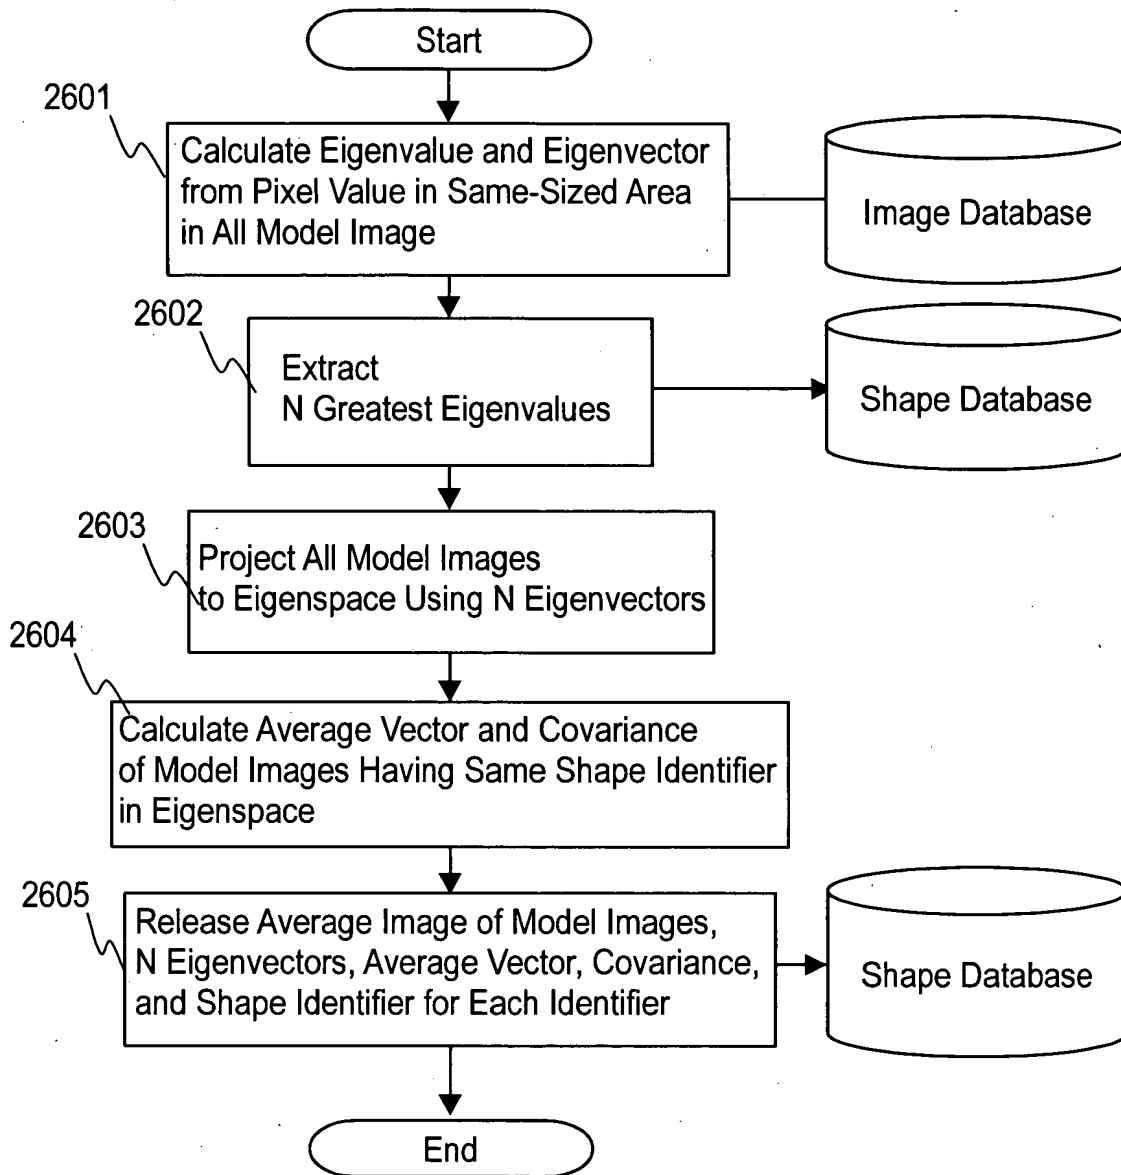 Start
2601
Calculate Eigenvalue and Eigenvector
from Pixel Value in Same-Sized Area
in All Model Image
Image Database
2602
Extract
N Greatest Eigenvalues
Shape Database
2603
Project All Model Images
to Eigenspace Using N Eigenvectors
2604
Calculate Average Vector and Covariance
of Model Images Having Same Shape Identifier
in Eigenspace
2605
Release Average Image of Model Images,
N Eigenvectors, Average Vector, Covariance,
and Shape Identifier for Each Identifier
Shape Database
End